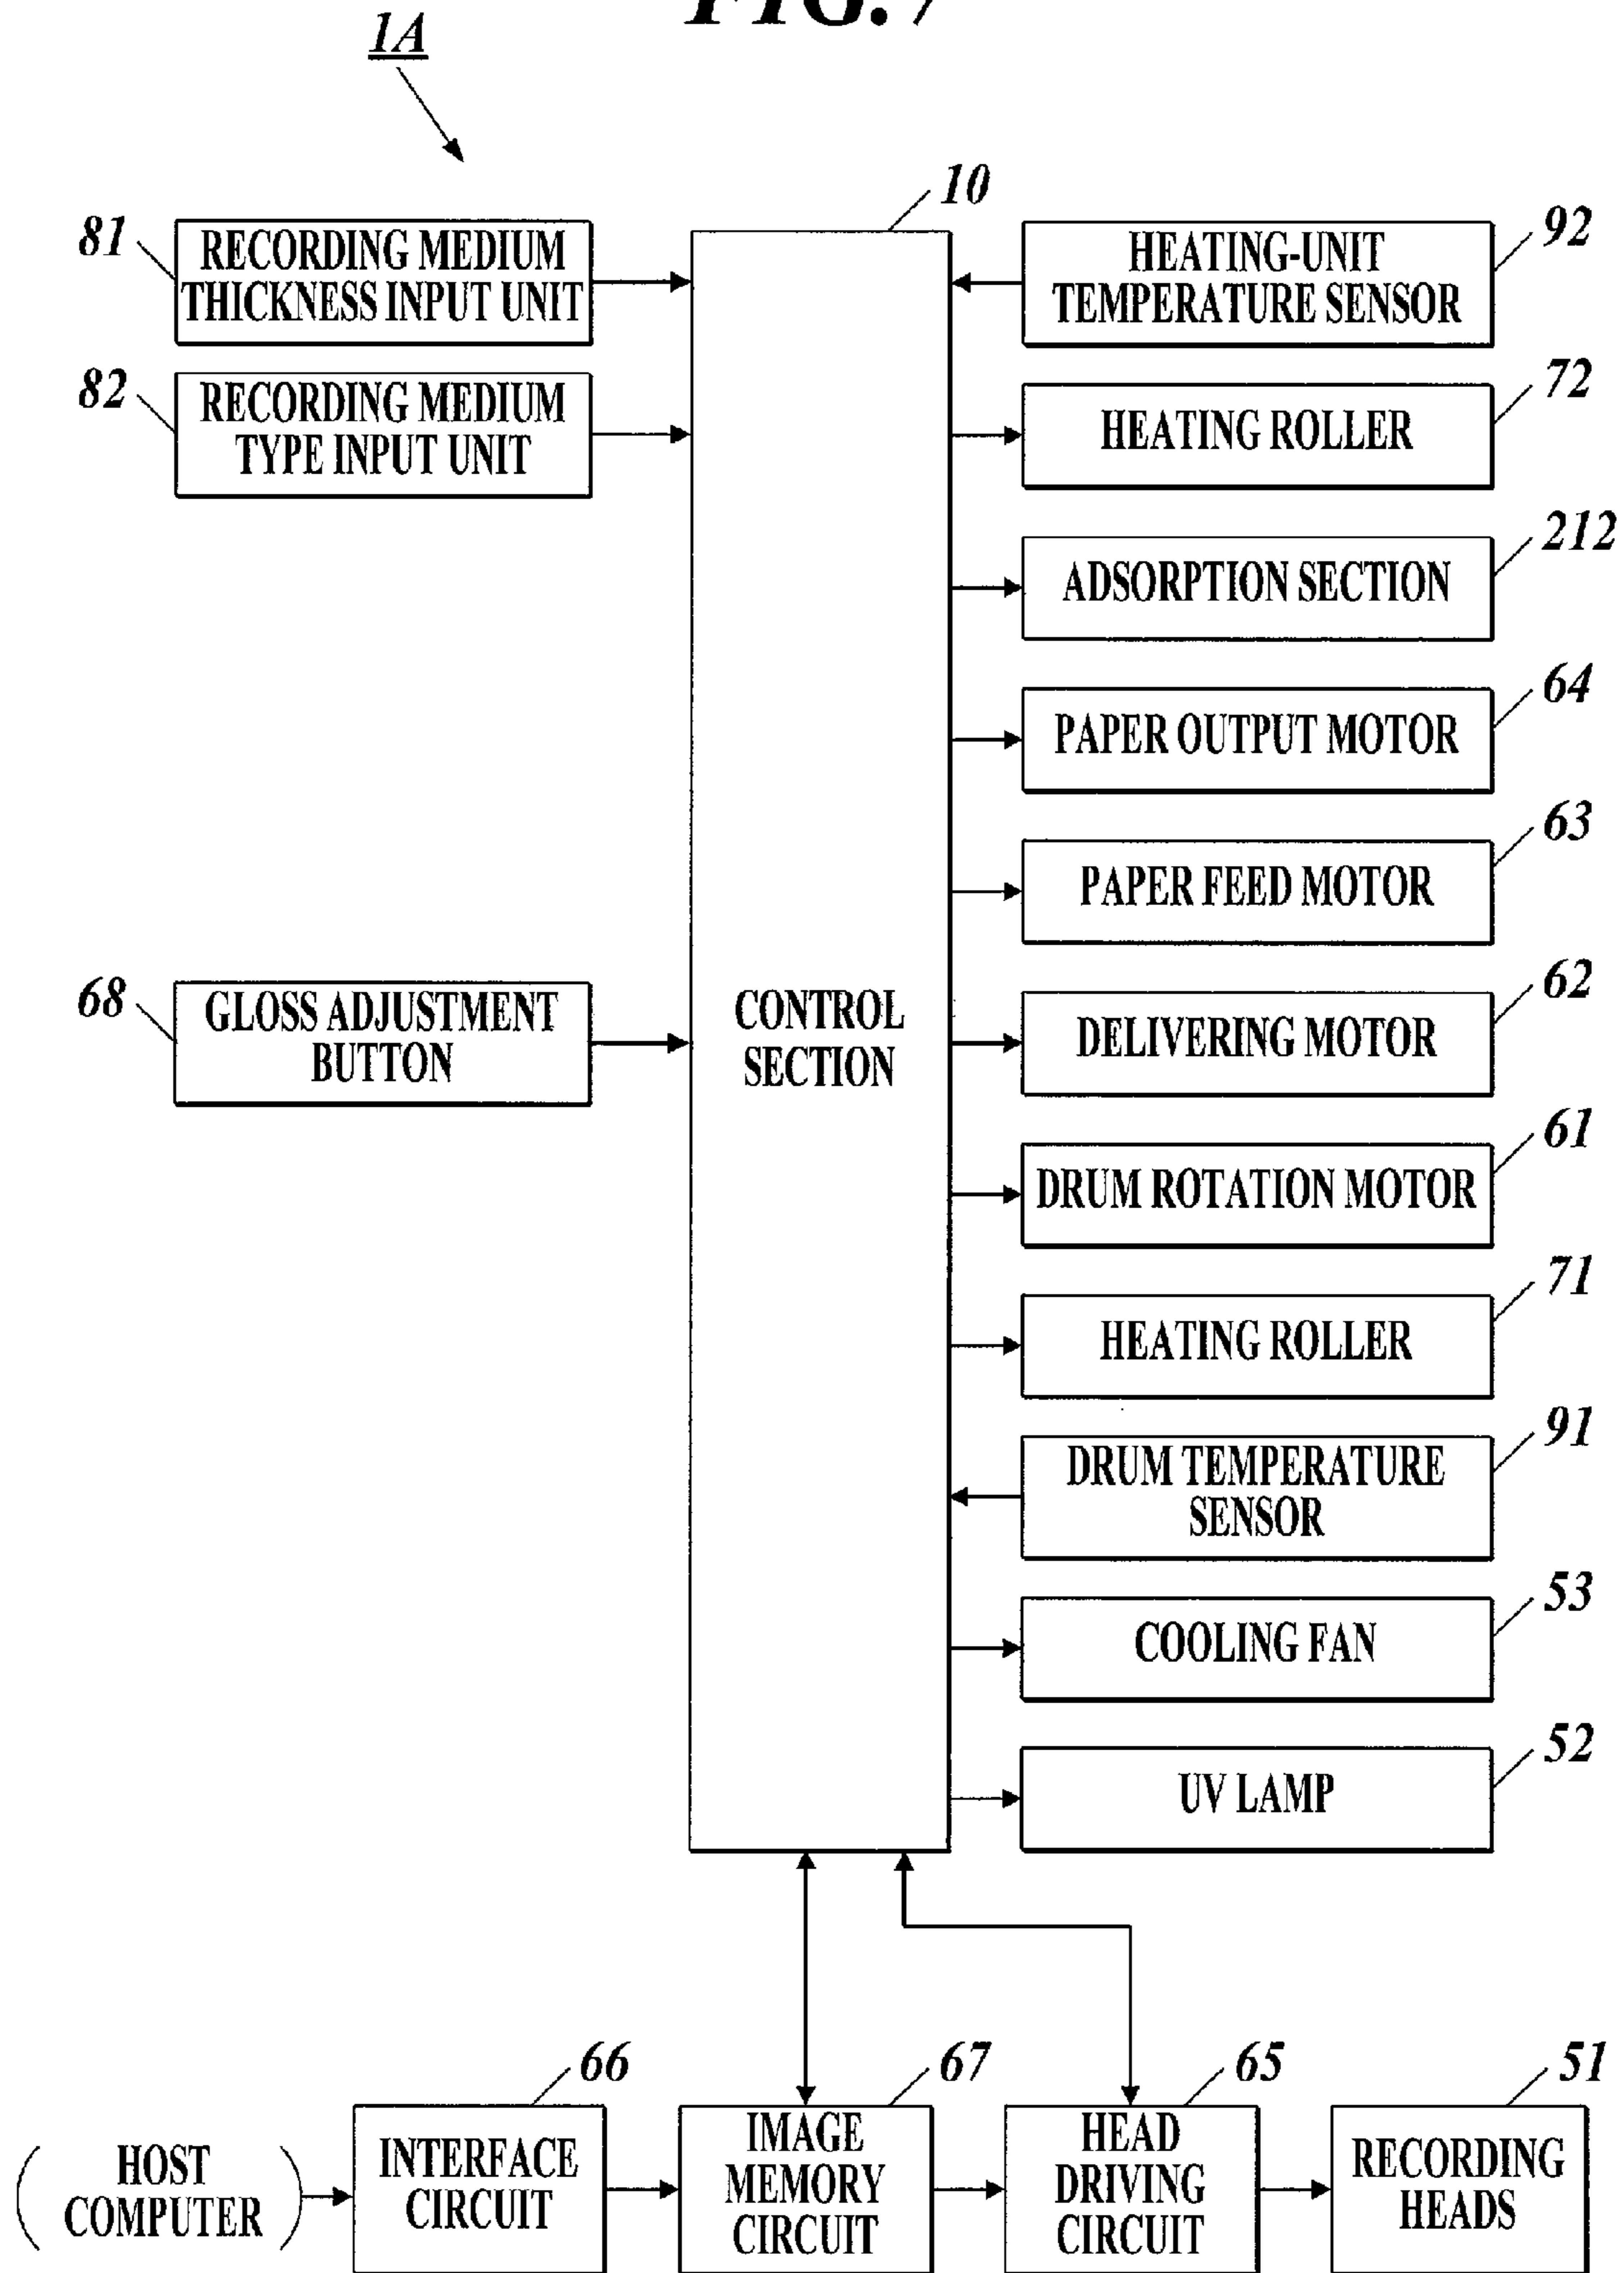 FIG. 7
1A
10
81
RECORDING MEDIUM
THICKNESS INPUT UNIT
82
RECORDING MEDIUM
TYPE INPUT UNIT
68
GLOSS ADJUSTMENT
BUTTON
CONTROL
SECTION
92
HEATING-UNIT
TEMPERATURE SENSOR
72
HEATING ROLLER
212
ADSORPTION SECTION
64
PAPER OUTPUT MOTOR
63
PAPER FEED MOTOR
62
DELIVERING MOTOR
61
DRUM ROTATION MOTOR
71
HEATING ROLLER
91
DRUM TEMPERATURE
SENSOR
53
COOLING FAN
52
UV LAMP
HOST
COMPUTER
66
INTERFACE
CIRCUIT
67
IMAGE
MEMORY
CIRCUIT
65
HEAD
DRIVING
CIRCUIT
51
RECORDING
HEADS